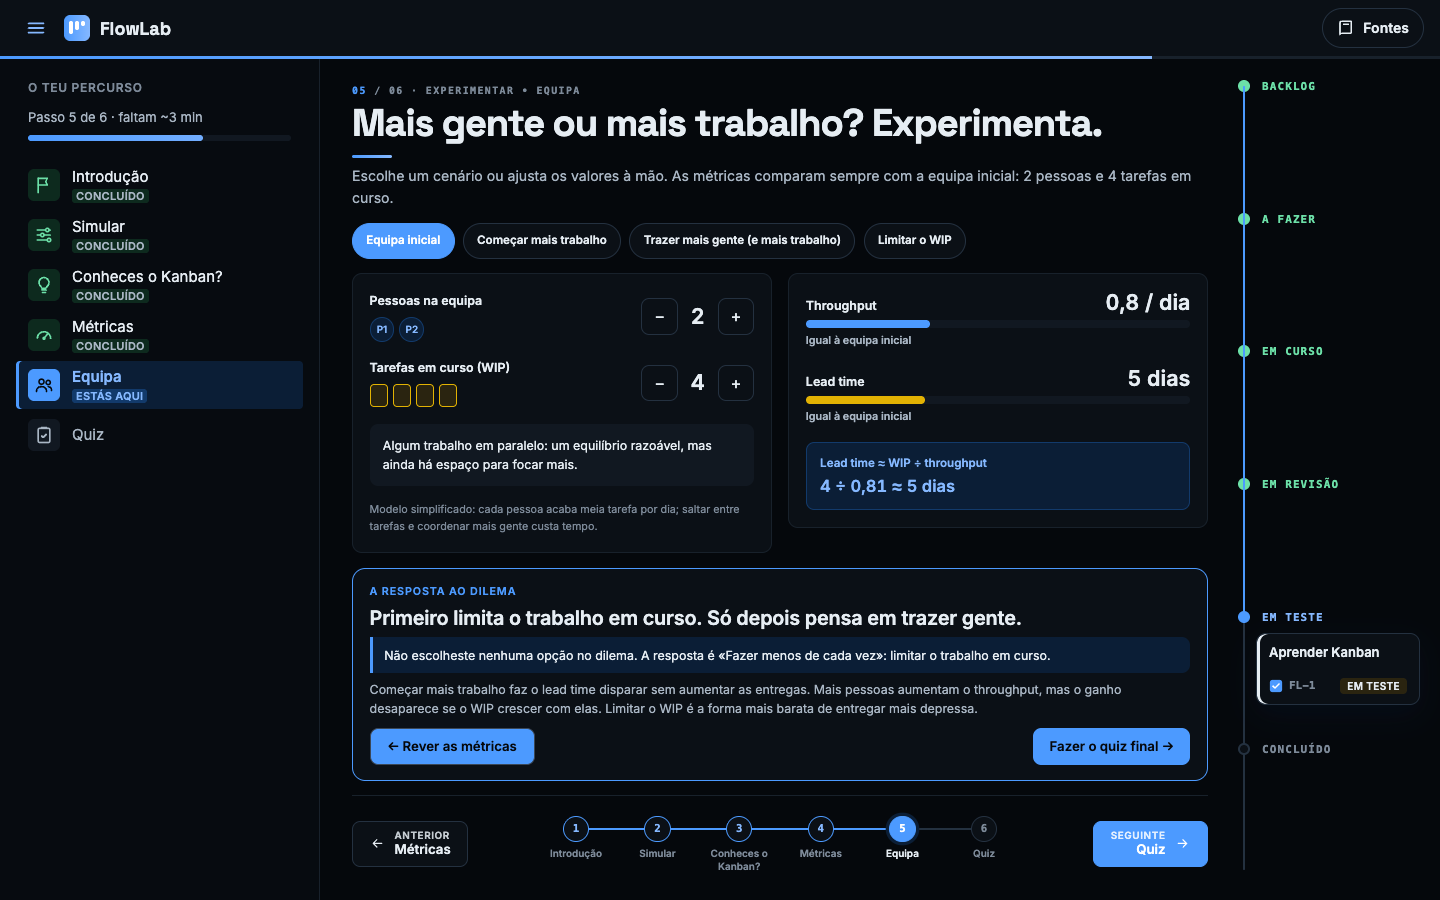 FlowLab
Fontes
O TEU PERCURSO
Passo 5 de 6 · faltam ~3 min
Introdução
CONCLUÍDO
Simular
CONCLUÍDO
Conheces o Kanban?
CONCLUÍDO
Métricas
CONCLUÍDO
Equipa
ESTÁS AQUI
Quiz
05 / 06 · EXPERIMENTAR • EQUIPA
Mais gente ou mais trabalho? Experimenta.
Escolhe um cenário ou ajusta os valores à mão. As métricas comparam sempre com a equipa inicial: 2 pessoas e 4 tarefas em
curso.
Equipa inicial
Começar mais trabalho
Trazer mais gente (e mais trabalho)
Limitar o WIP
Pessoas na equipa
P1 P2
− 2 +
Tarefas em curso (WIP)
− 4 +
Algum trabalho em paralelo: um equilíbrio razoável, mas
ainda há espaço para focar mais.
Modelo simplificado: cada pessoa acaba meia tarefa por dia; saltar entre
tarefas e coordenar mais gente custa tempo.
Throughput 0,8 / dia
Igual à equipa inicial
Lead time 5 dias
Igual à equipa inicial
Lead time ≈ WIP ÷ throughput
4 ÷ 0,81 ≈ 5 dias
A RESPOSTA AO DILEMA
Primeiro limita o trabalho em curso. Só depois pensa em trazer gente.
Não escolheste nenhuma opção no dilema. A resposta é «Fazer menos de cada vez»: limitar o trabalho em curso.
Começar mais trabalho faz o lead time disparar sem aumentar as entregas. Mais pessoas aumentam o throughput, mas o ganho
desaparece se o WIP crescer com elas. Limitar o WIP é a forma mais barata de entregar mais depressa.
← Rever as métricas
Fazer o quiz final →
← ANTERIOR
Métricas
1 2 3 4 5 6
Introdução
Simular
Conheces o
Kanban?
Métricas
Equipa
Quiz
SEGUINTE
Quiz →
BACKLOG
A FAZER
EM CURSO
EM REVISÃO
EM TESTE
Aprender Kanban
FL-1 EM TESTE
CONCLUÍDO